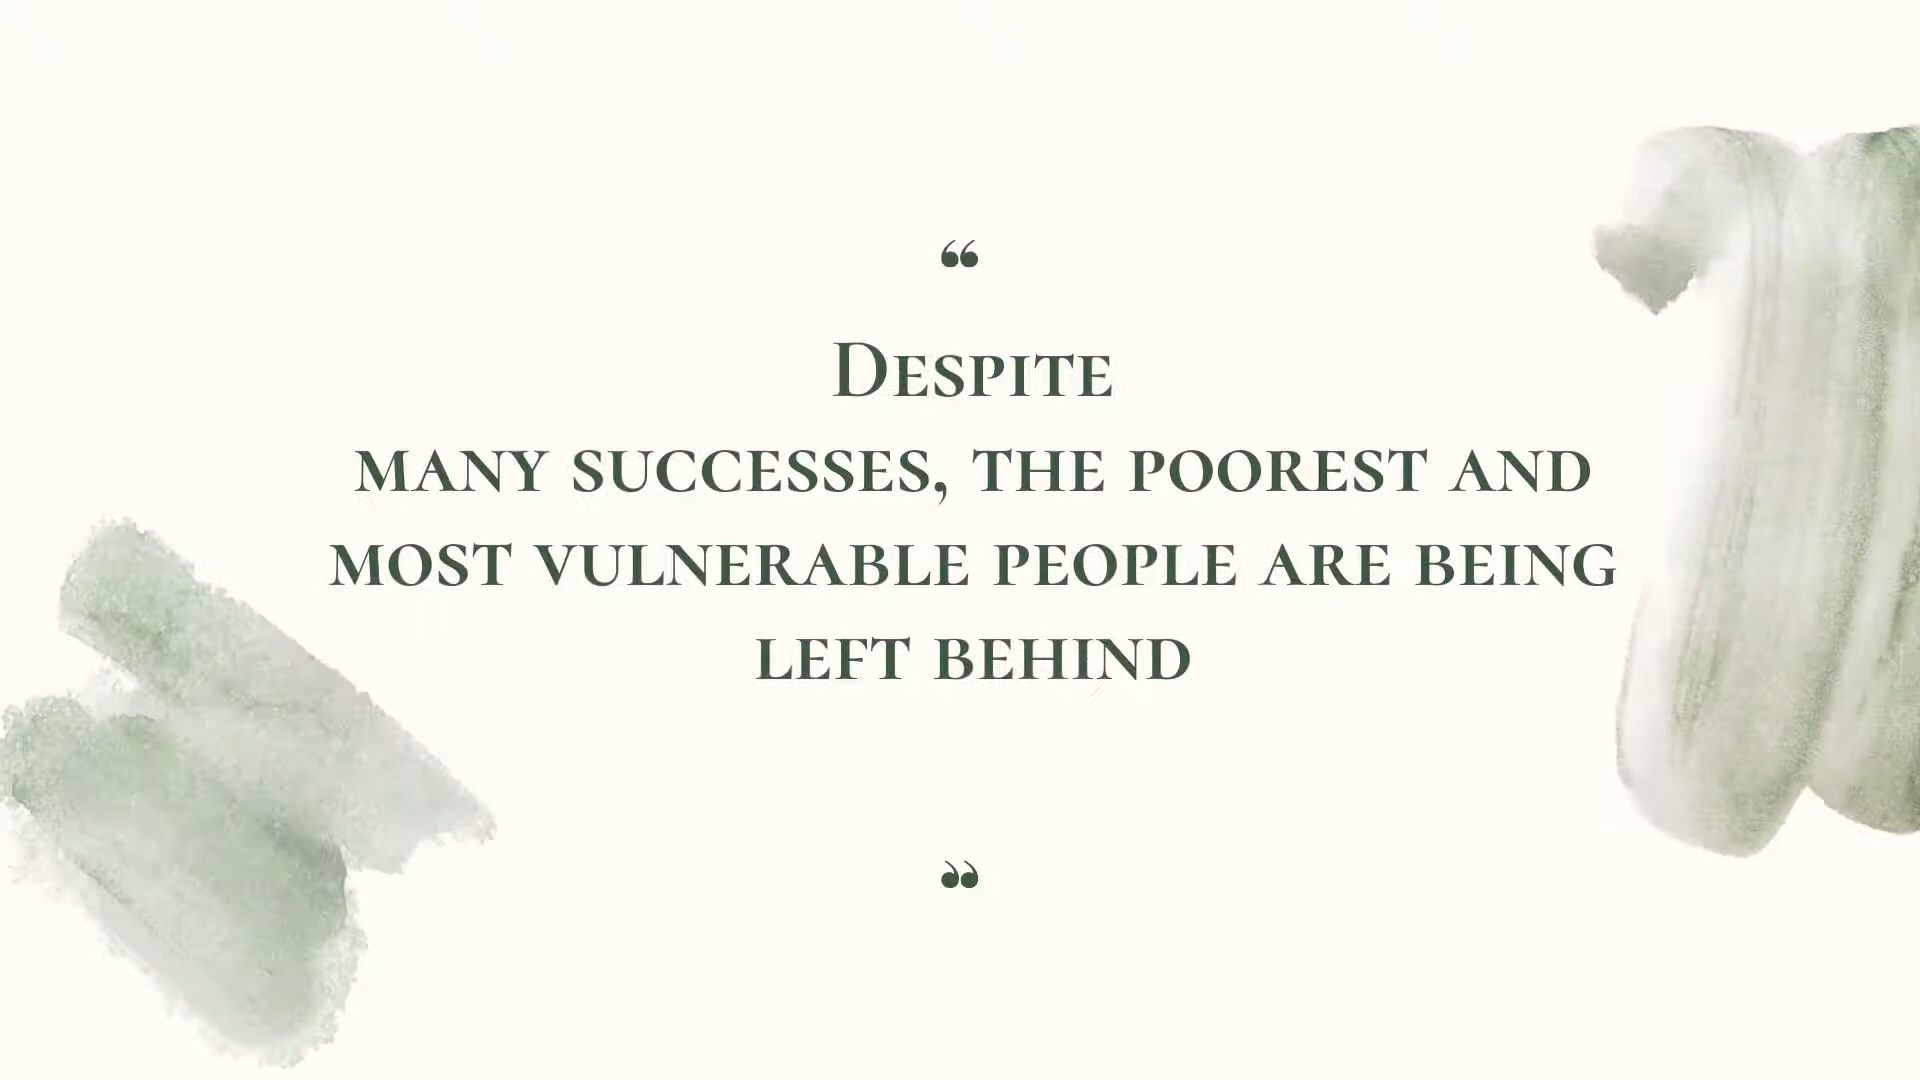 “
Despite
many successes, the poorest and
most vulnerable people are being
left behind
”